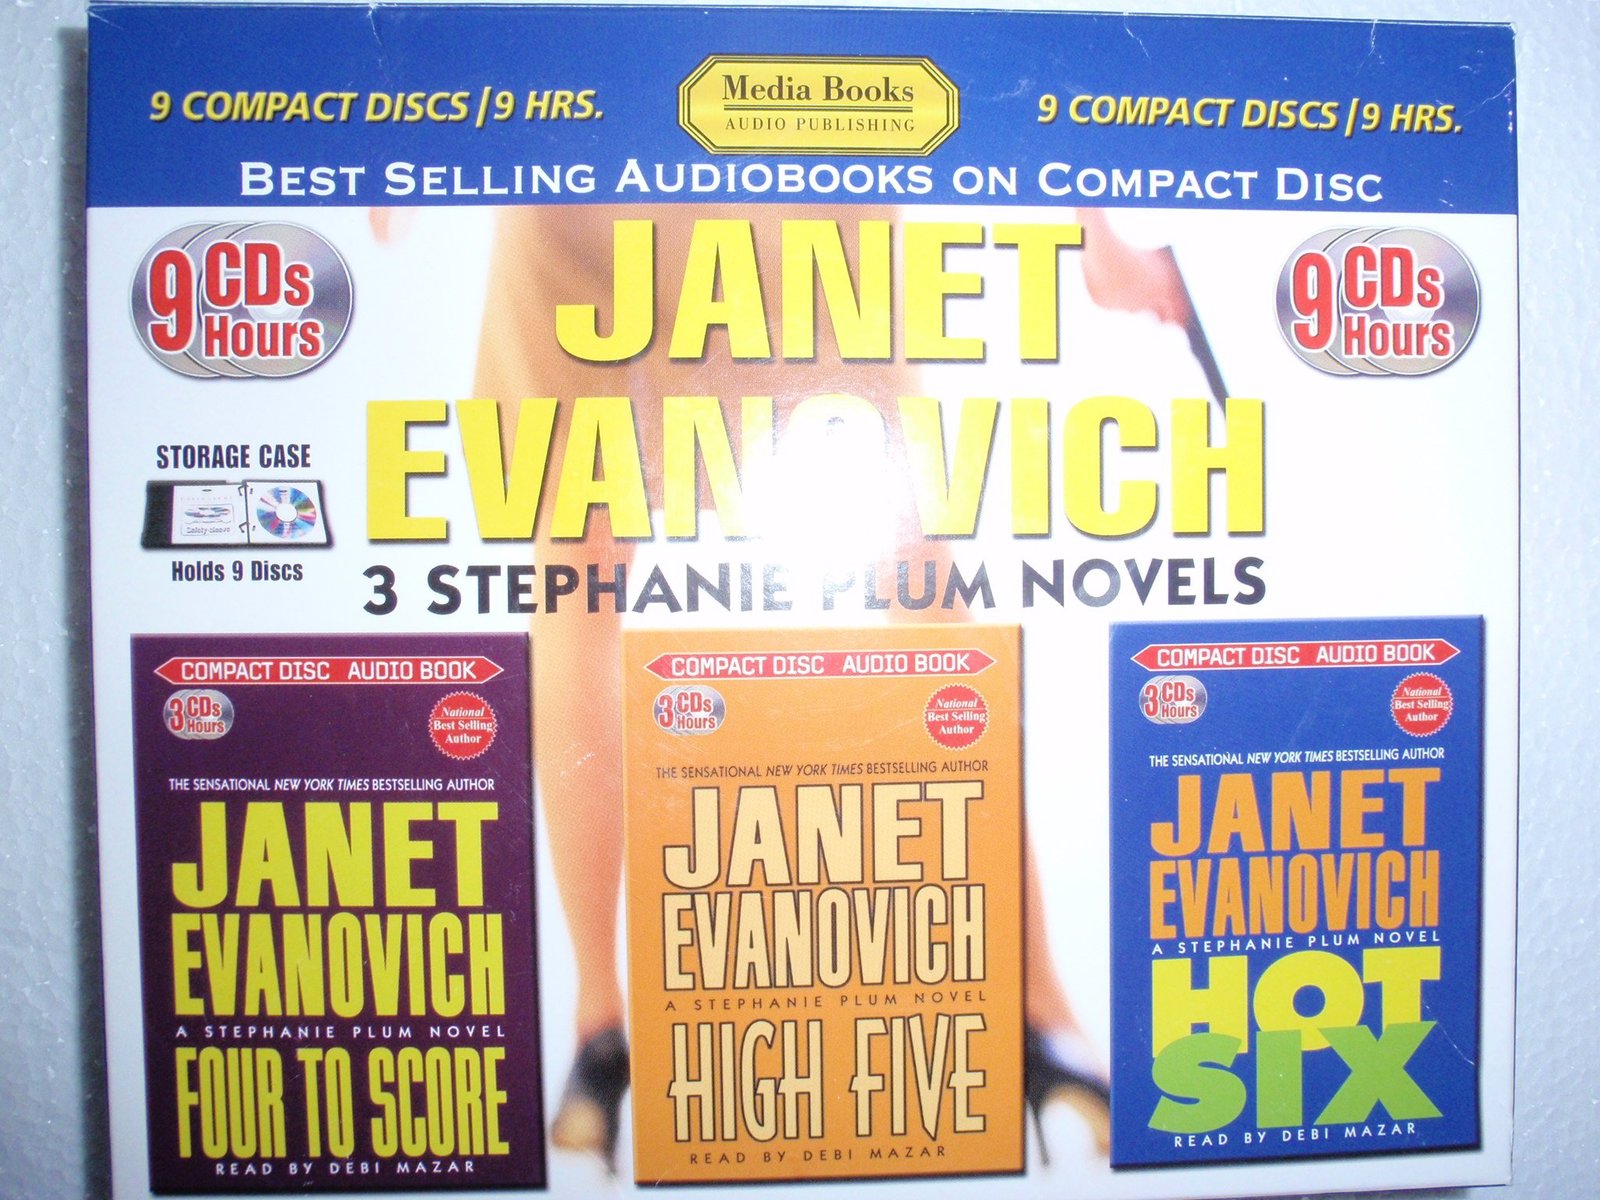 9 COMPACT DISCS/9 HRS.
Media Books
AUDIO PUBLISHING
9 COMPACT DISCS/9 HRS.
BEST SELLING AUDIOBOOKS ON COMPACT DISC
9 CDs
Hours
JANET
EVANOVICH
9 CDs
Hours
STORAGE CASE
Holds 9 Discs
3 STEPHANIE PLUM NOVELS
COMPACT DISC AUDIO BOOK
3 CDs
Hours
National
Best Selling
Author
THE SENSATIONAL NEW YORK TIMES BESTSELLING AUTHOR
JANET
EVANOVICH
A STEPHANIE PLUM NOVEL
FOUR TO SCORE
READ BY DEBI MAZAR
COMPACT DISC AUDIO BOOK
3 CDs
Hours
National
Best Selling
Author
THE SENSATIONAL NEW YORK TIMES BESTSELLING AUTHOR
JANET
EVANOVICH
A STEPHANIE PLUM NOVEL
HIGH FIVE
READ BY DEBI MAZAR
COMPACT DISC AUDIO BOOK
3 CDs
Hours
National
Best Selling
Author
THE SENSATIONAL NEW YORK TIMES BESTSELLING AUTHOR
JANET
EVANOVICH
A STEPHANIE PLUM NOVEL
HOT
SIX
READ BY DEBI MAZAR